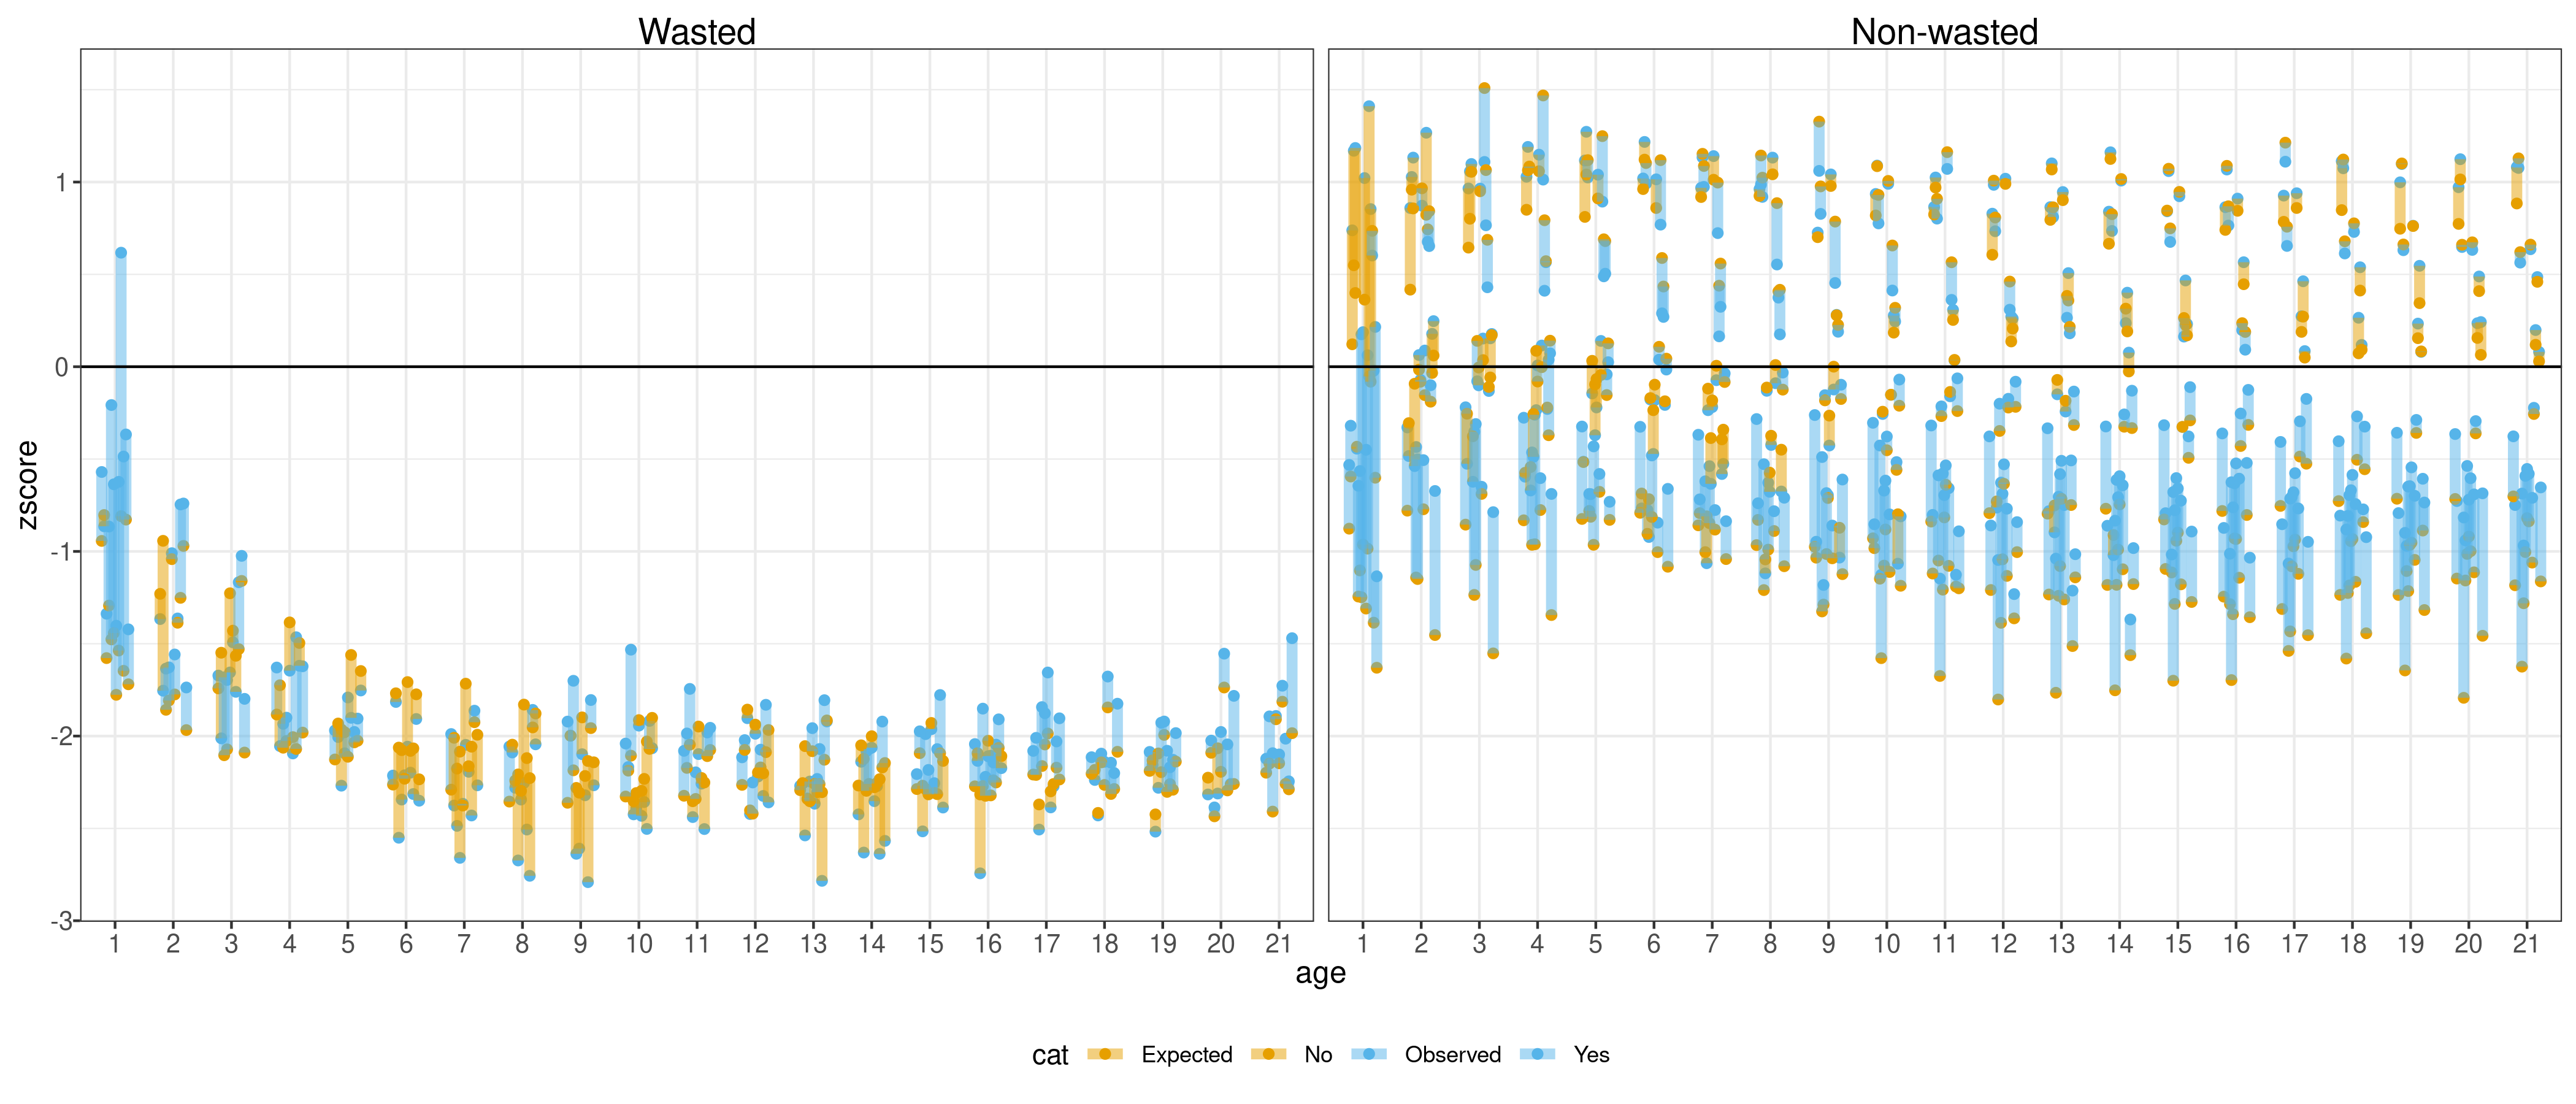 Wasted Non-wasted
zscore
1
0
-1
-2
-3
1 2 3 4 5 6 7 8 9 10 11 12 13 14 15 16 17 18 19 20 21 1 2 3 4 5 6 7 8 9 10 11 12 13 14 15 16 17 18 19 20 21
age
cat Expected No Observed Yes